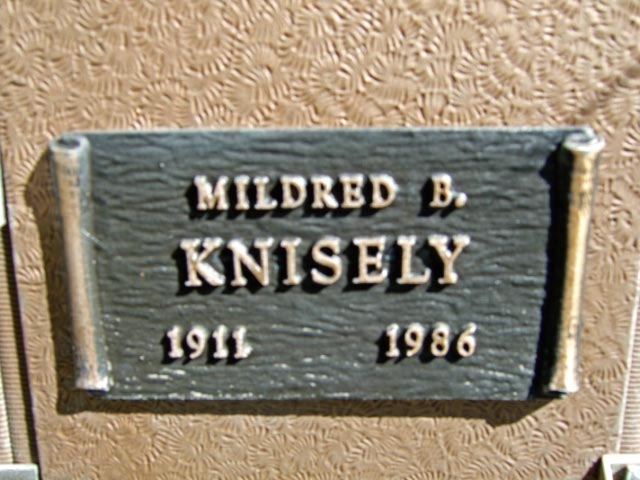 MILDRED B.
KNISELY
1911 1986